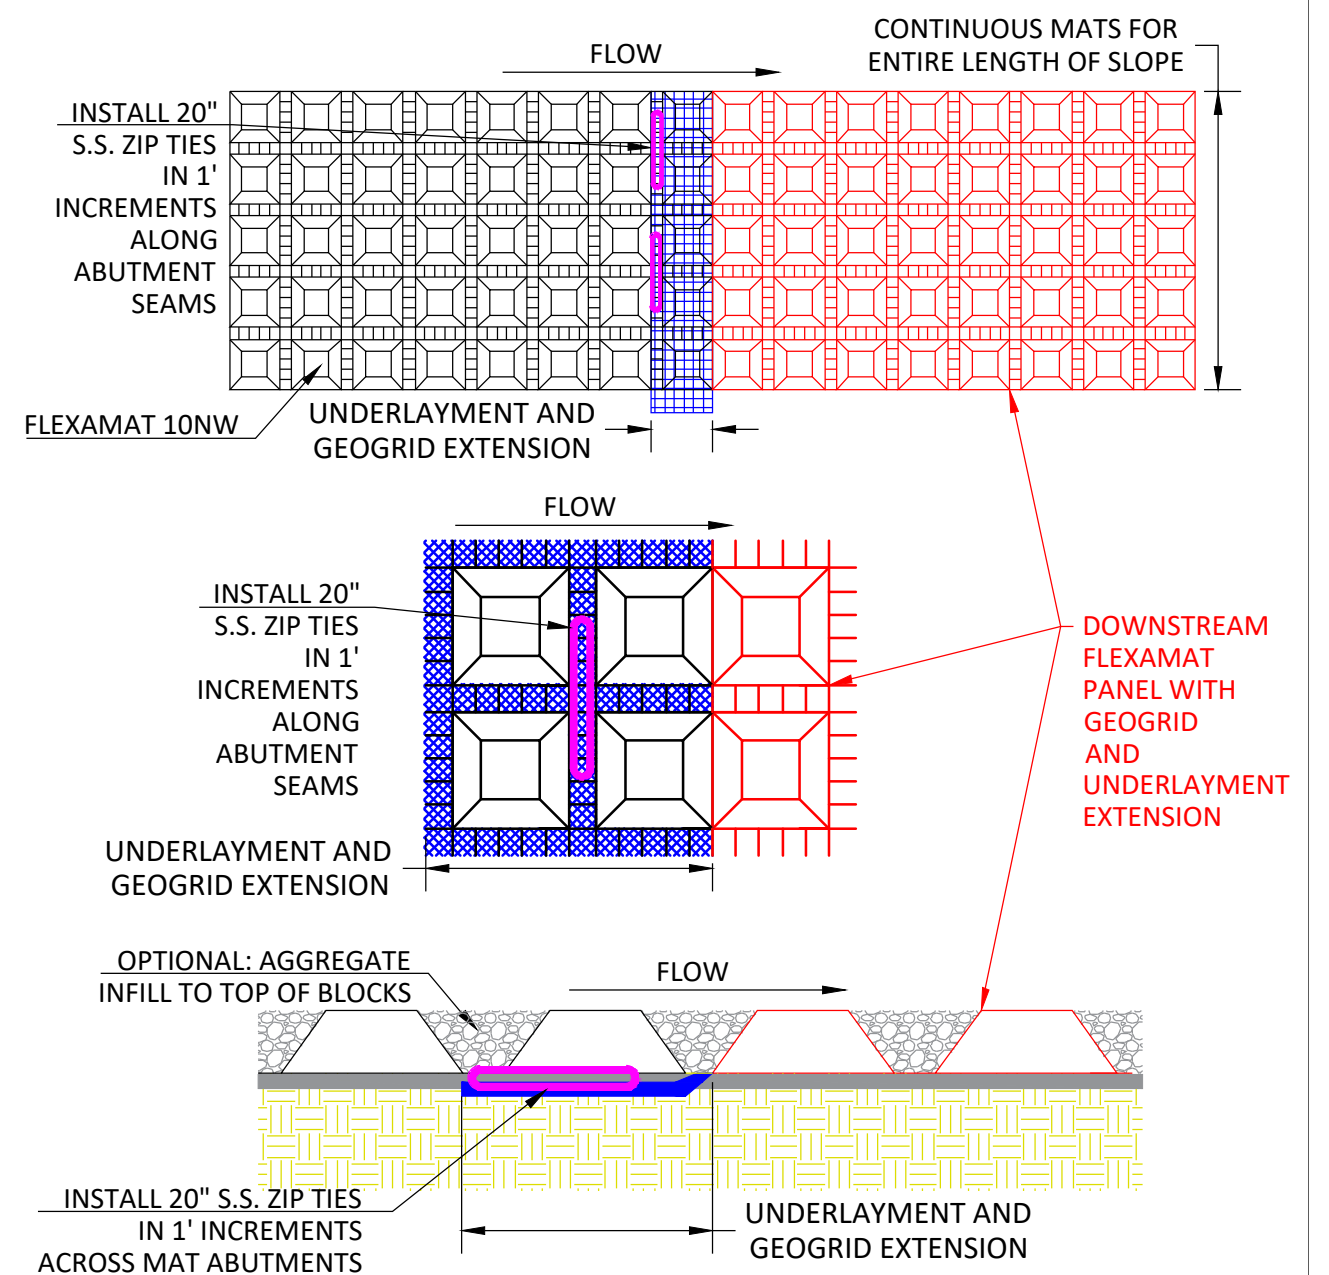 CONTINUOUS MATS FOR
ENTIRE LENGTH OF SLOPE
FLOW
INSTALL 20"
S.S. ZIP TIES
IN 1'
INCREMENTS
ALONG
ABUTMENT
SEAMS
FLEXAMAT 10NW
UNDERLAYMENT AND
GEOGRID EXTENSION
FLOW
INSTALL 20"
S.S. ZIP TIES
IN 1'
INCREMENTS
ALONG
ABUTMENT
SEAMS
DOWNSTREAM
FLEXAMAT
PANEL WITH
GEOGRID
AND
UNDERLAYMENT
EXTENSION
UNDERLAYMENT AND
GEOGRID EXTENSION
OPTIONAL: AGGREGATE
INFILL TO TOP OF BLOCKS
FLOW
INSTALL 20" S.S. ZIP TIES
IN 1' INCREMENTS
ACROSS MAT ABUTMENTS
UNDERLAYMENT AND
GEOGRID EXTENSION